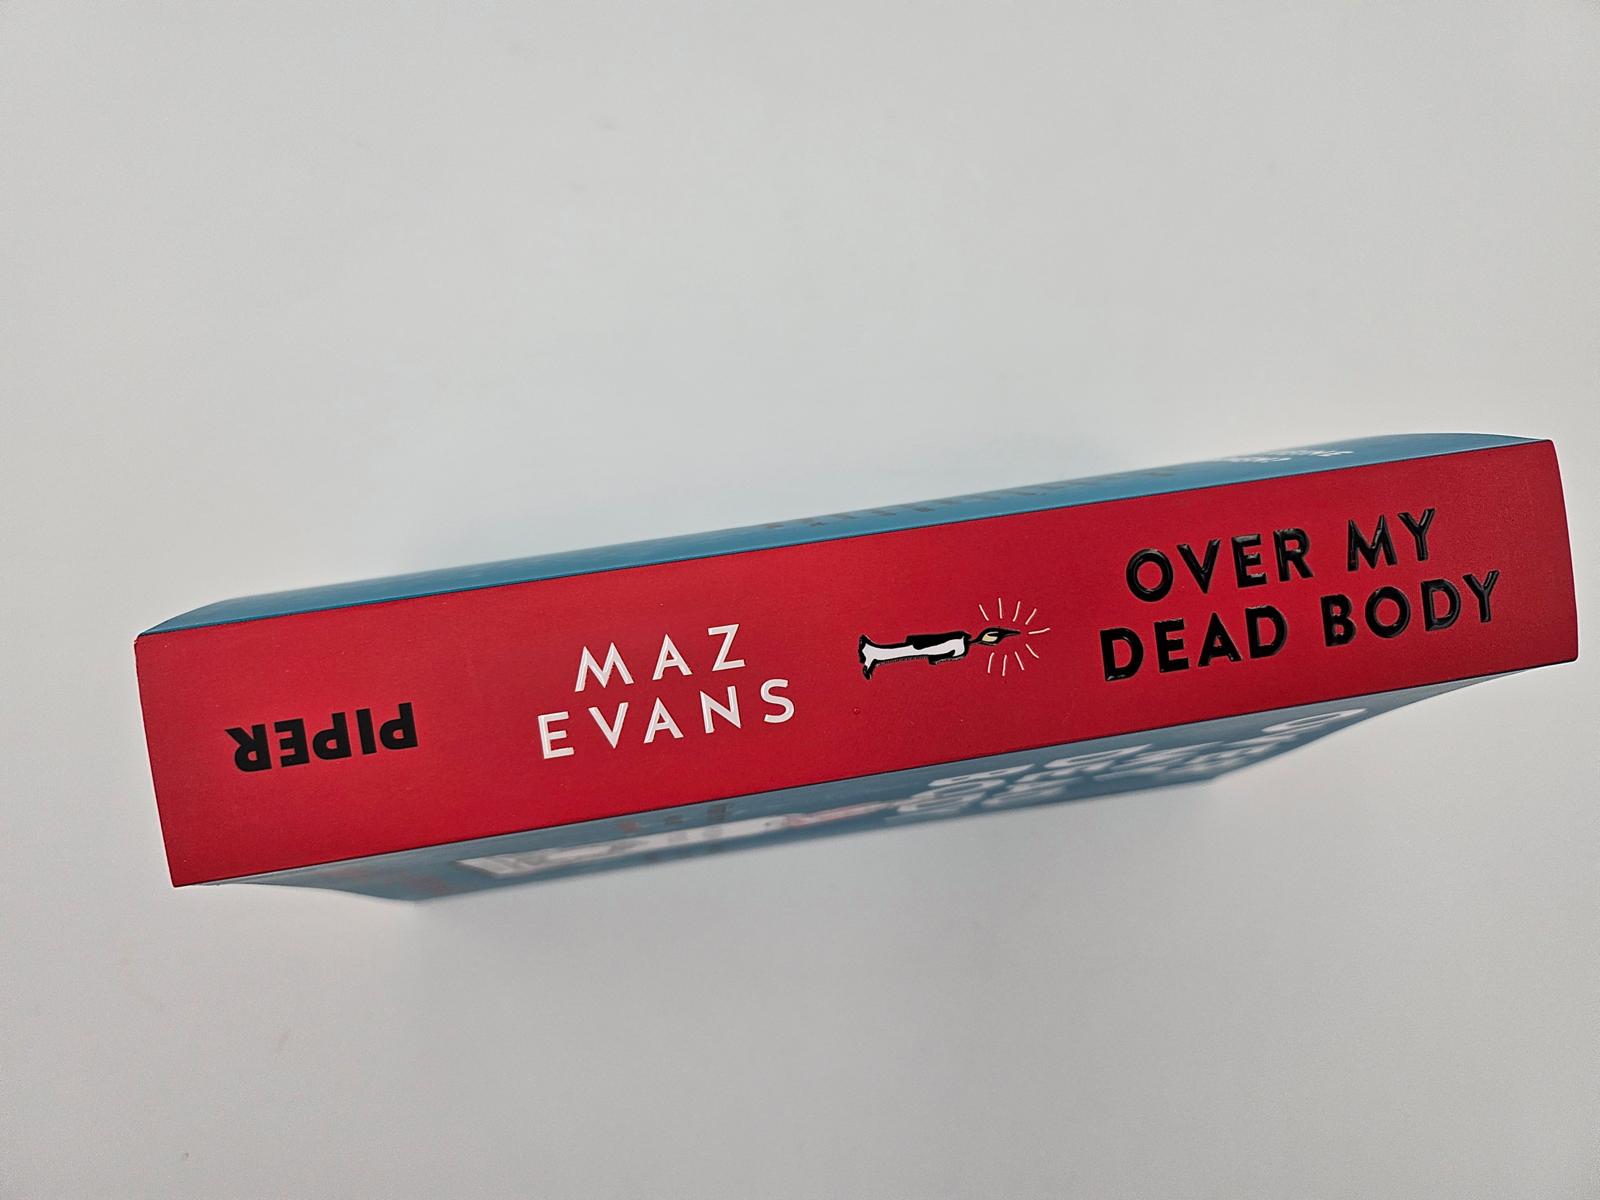 MAZ
EVANS
OVER MY
DEAD BODY
PIPER